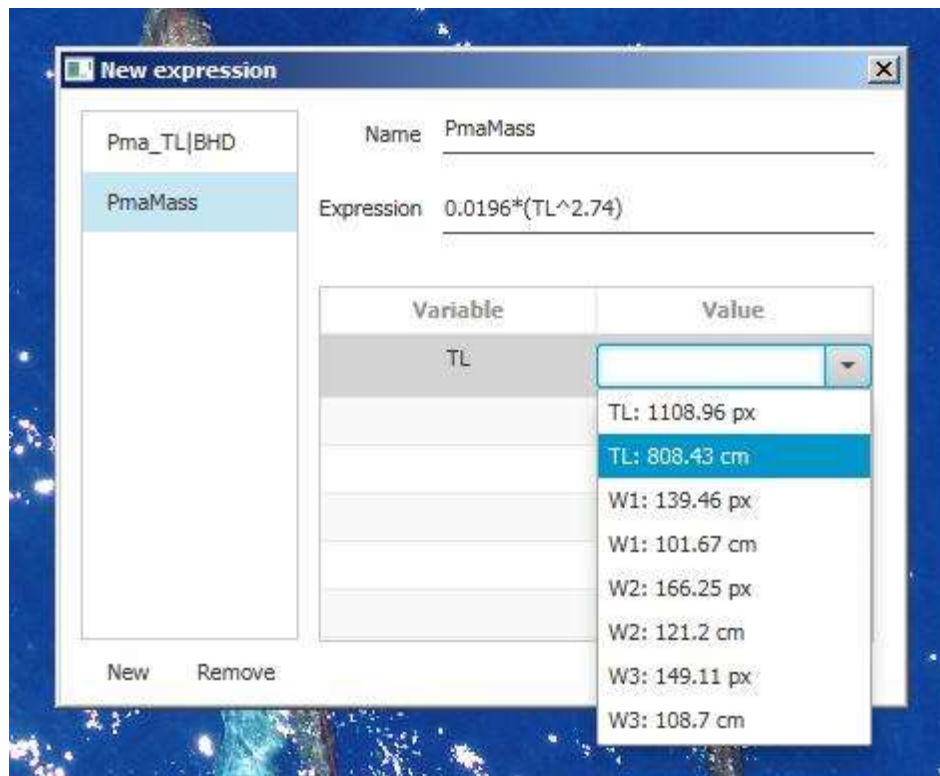 New expression
Pma_TL|BHD
PmaMass
Name PmaMass
Expression 0.0196*(TL^2.74)
Variable Value
TL
TL: 1108.96 px
TL: 808.43 cm
W1: 139.46 px
W1: 101.67 cm
W2: 166.25 px
W2: 121.2 cm
W3: 149.11 px
W3: 108.7 cm
New Remove